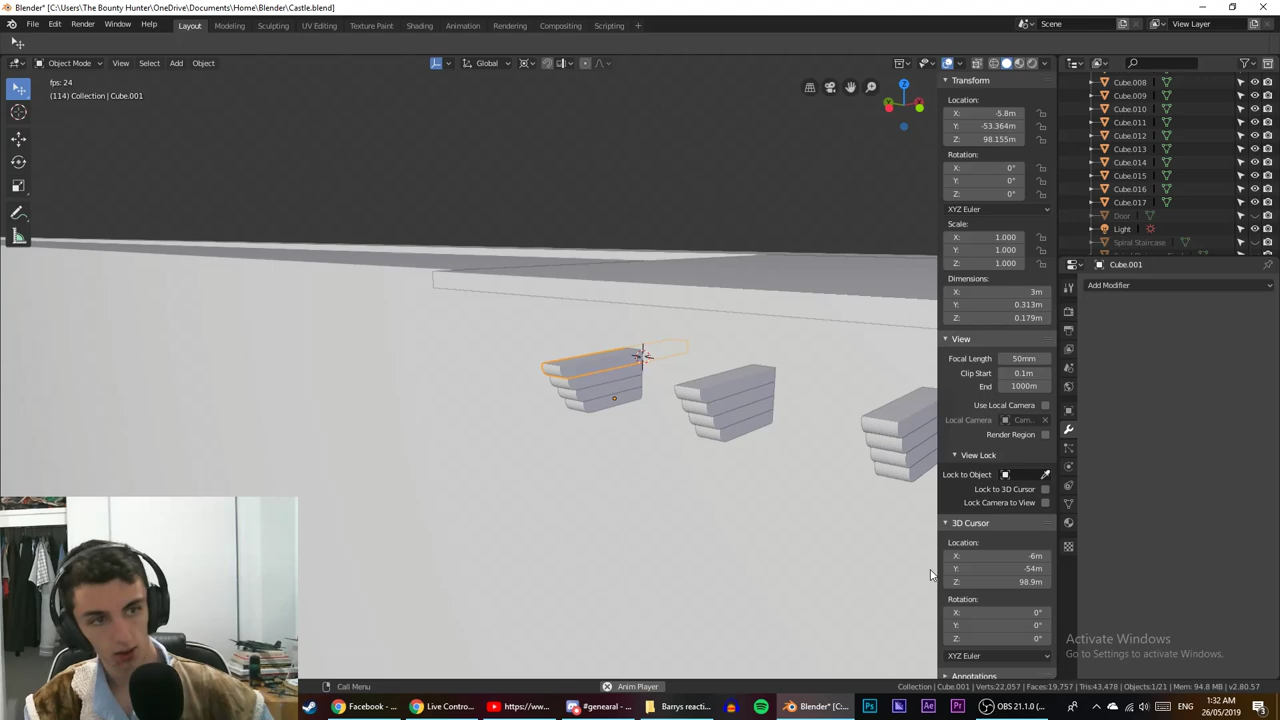 Blender* [C:\Users\The Bounty Hunter\OneDrive\Documents\Home\Blender\Castle.blend]
File Edit Render Window Help Layout Modeling Sculpting UV Editing Texture Paint Shading Animation Rendering Compositing Scripting + Scene View Layer
Object Mode View Select Add Object Global
fps: 24
(114) Collection | Cube.001
Z
Transform
Location:
X: -5.8m
Y: -53.364m
Z: 98.155m
Rotation:
X: 0°
Y: 0°
Z: 0°
XYZ Euler
Scale:
X: 1.000
Y: 1.000
Z: 1.000
Dimensions:
X: 3m
Y: 0.313m
Z: 0.179m
View
Focal Length 50mm
Clip Start 0.1m
End 1000m
Use Local Camera
Local Camera Cam...
Render Region
View Lock
Lock to Object
Lock to 3D Cursor
Lock Camera to View
3D Cursor
Location:
X: -6m
Y: -54m
Z: 98.9m
Rotation:
X: 0°
Y: 0°
Z: 0°
XYZ Euler
Annotations
Cube.008
Cube.009
Cube.010
Cube.011
Cube.012
Cube.013
Cube.014
Cube.015
Cube.016
Cube.017
Door
Light
Spiral Staircase
Cube.001
Add Modifier
Activate Windows
Go to Settings to activate Windows.
Call Menu
Anim Player
Collection | Cube.001 | Verts:22,057 | Faces:19,757 | Tris:43,478 | Objects:1/21 | Mem: 94.8 MB | v2.80.57
Facebook - ...
Live Contro...
https://ww...
#genearal - ...
Barrys reacti...
Blender* [C:...
Ps
Ae
Pr
OBS 21.1.0 (...
1:32 AM
26/05/2019